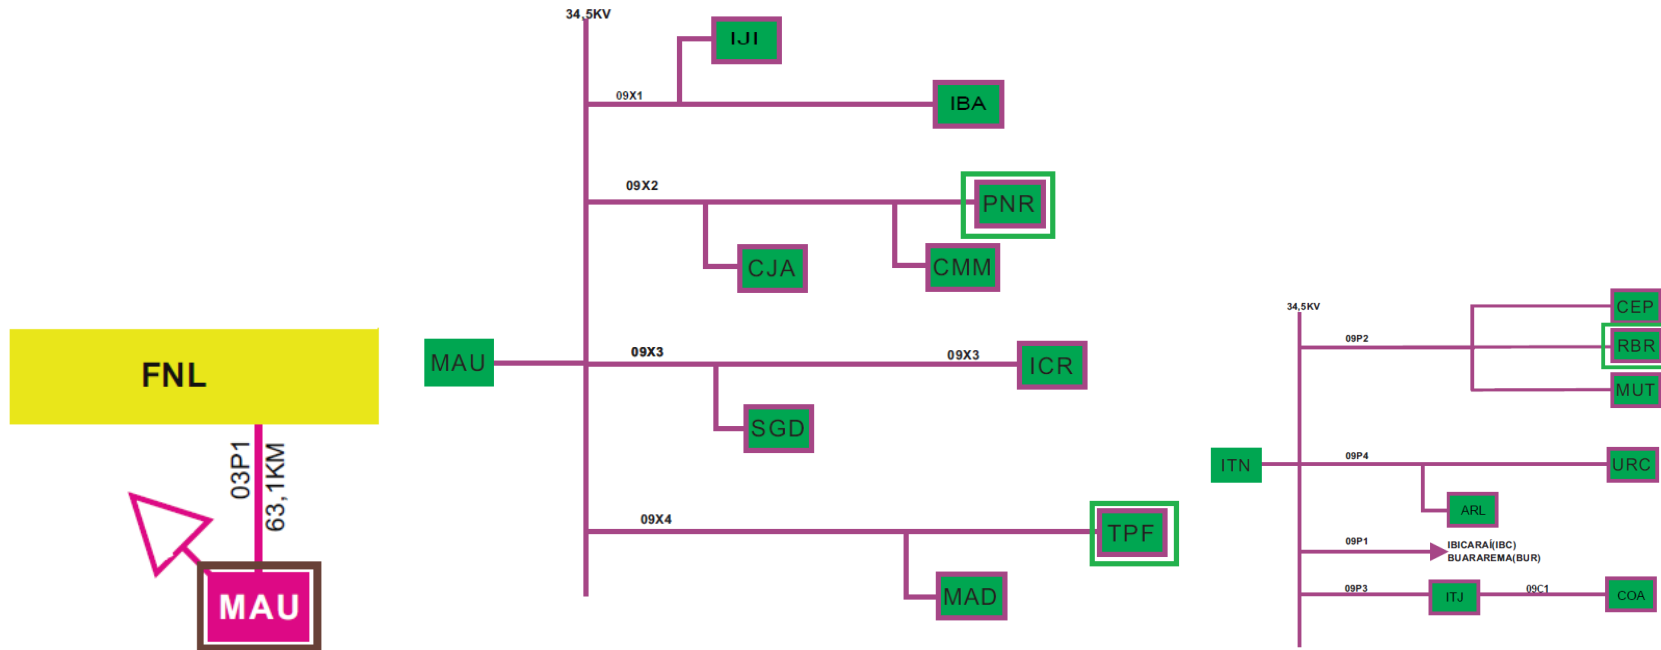 FNL
03P1
63,1KM
MAU
34,5KV
IJI
09X1
IBA
09X2
PNR
CJA
CMM
MAU
09X3
09X3
ICR
SGD
09X4
TPF
MAD
34,5KV
CEP
09P2
RBR
MUT
ITN
09P4
URC
ARL
09P1
IBICARAÍ(IBC)
BUARAREMA(BUR)
09P3
ITJ
09C1
COA